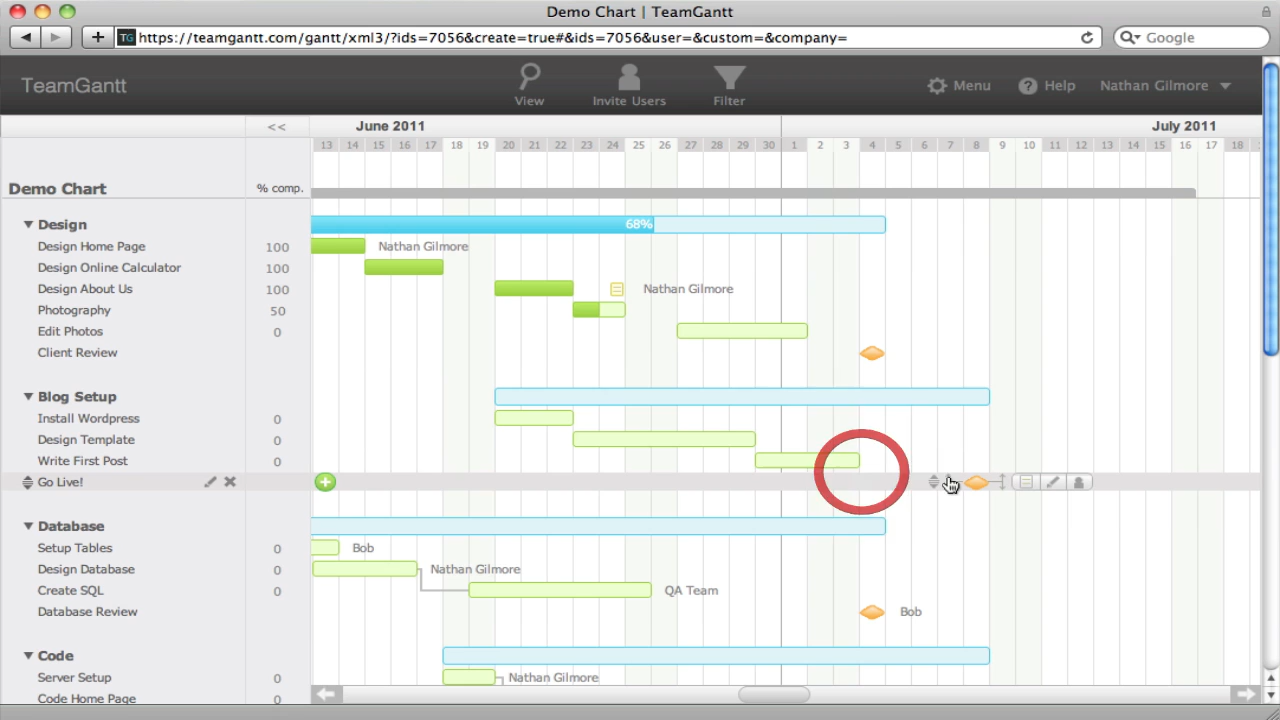 Demo Chart | TeamGantt
TG https://teamgantt.com/gantt/xml3/?ids=7056&create=true#&ids=7056&user=&custom=&company=
Google
TeamGantt
View
Invite Users
Filter
Menu
? Help
Nathan Gilmore
<< June 2011 July 2011
13 14 15 16 17 18 19 20 21 22 23 24 25 26 27 28 29 30 1 2 3 4 5 6 7 8 9 10 11 12 13 14 15 16 17 18
Demo Chart % comp.
Design 68%
Design Home Page 100 Nathan Gilmore
Design Online Calculator 100
Design About Us 100 Nathan Gilmore
Photography 50
Edit Photos 0
Client Review
Blog Setup
Install Wordpress 0
Design Template 0
Write First Post 0
Go Live!
Database
Setup Tables 0 Bob
Design Database 0 Nathan Gilmore
Create SQL 0 QA Team
Database Review Bob
Code
Server Setup 0 Nathan Gilmore
Code Home Page 0